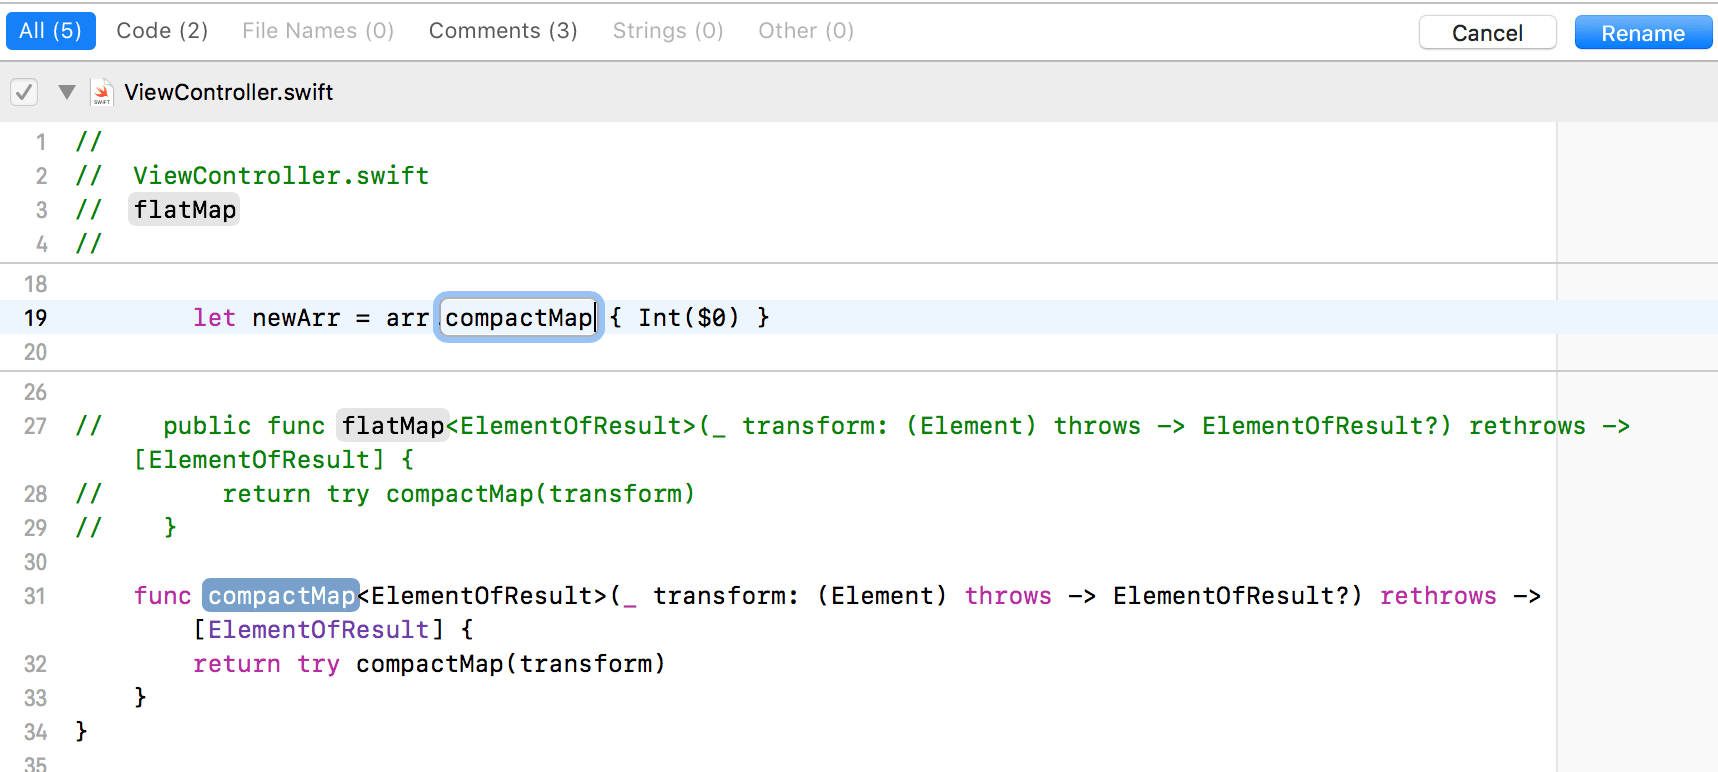 All (5) Code (2) File Names (0) Comments (3) Strings (0) Other (0) Cancel Rename
SWIFT ViewController.swift
1 //
2 // ViewController.swift
3 // flatMap
4 //
18
19 let newArr = arr.compactMap { Int($0) }
20
26
27 // public func flatMap<ElementOfResult>(_ transform: (Element) throws -> ElementOfResult?) rethrows ->
[ElementOfResult] {
28 // return try compactMap(transform)
29 // }
30
31 func compactMap<ElementOfResult>(_ transform: (Element) throws -> ElementOfResult?) rethrows ->
[ElementOfResult] {
32 return try compactMap(transform)
33 }
34 }
35